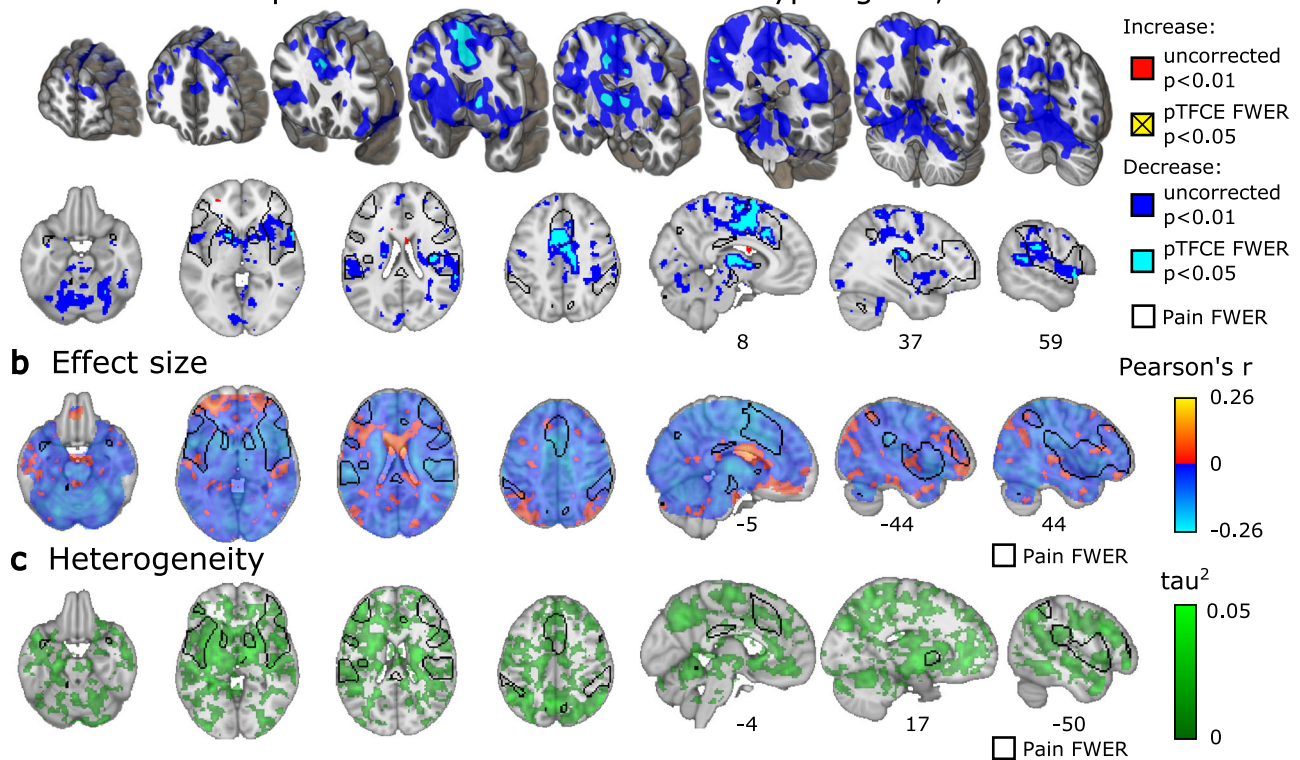 Increase:
uncorrected
p<0.01
pTFCE FWER
p<0.05
Decrease:
uncorrected
p<0.01
pTFCE FWER
p<0.05
Pain FWER
8 37 59
b Effect size
Pearson's r
0.26
0
-0.26
-5 -44 44
Pain FWER
c Heterogeneity
tau²
0.05
0
-4 17 -50
Pain FWER